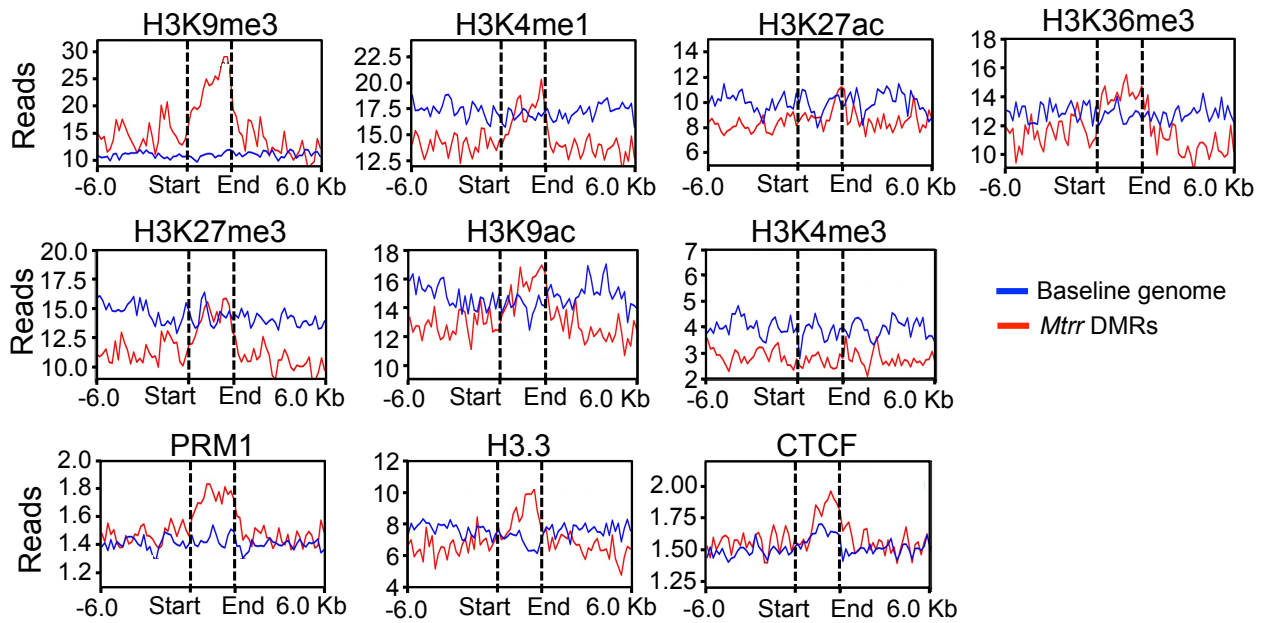 H3K9me3
H3K4me1
H3K27ac
H3K36me3
Reads
30
25
20
15
10
-6.0 Start End 6.0 Kb
22.5
20.0
17.5
15.0
12.5
-6.0 Start End 6.0 Kb
14
12
10
8
6
-6.0 Start End 6.0 Kb
18
16
14
12
10
-6.0 Start End 6.0 Kb
H3K27me3
H3K9ac
H3K4me3
Reads
20.0
17.5
15.0
12.5
10.0
-6.0 Start End 6.0 Kb
18
16
14
12
10
-6.0 Start End 6.0 Kb
7
6
5
4
3
2
-6.0 Start End 6.0 Kb
Baseline genome
Mtrr DMRs
PRM1
H3.3
CTCF
Reads
2.0
1.8
1.6
1.4
1.2
-6.0 Start End 6.0 Kb
12
10
8
6
4
-6.0 Start End 6.0 Kb
2.00
1.75
1.50
1.25
-6.0 Start End 6.0 Kb